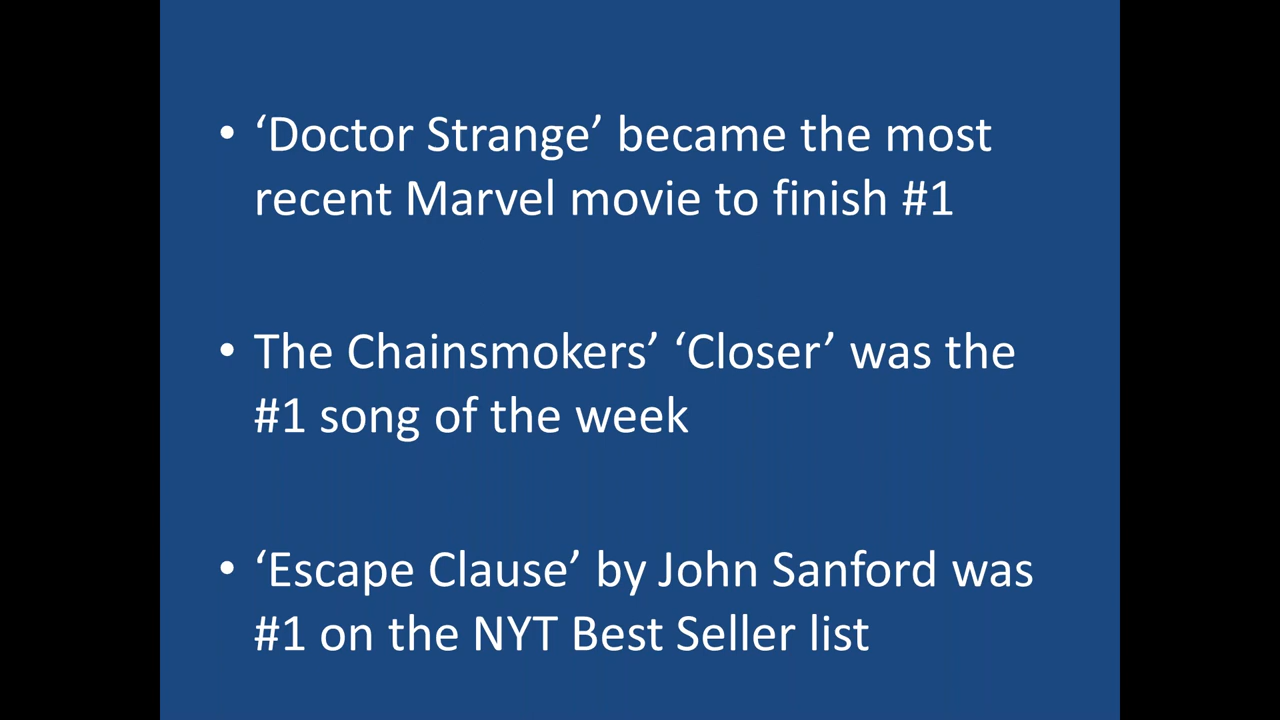 • ‘Doctor Strange’ became the most
recent Marvel movie to finish #1
• The Chainsmokers’ ‘Closer’ was the
#1 song of the week
• ‘Escape Clause’ by John Sanford was
#1 on the NYT Best Seller list